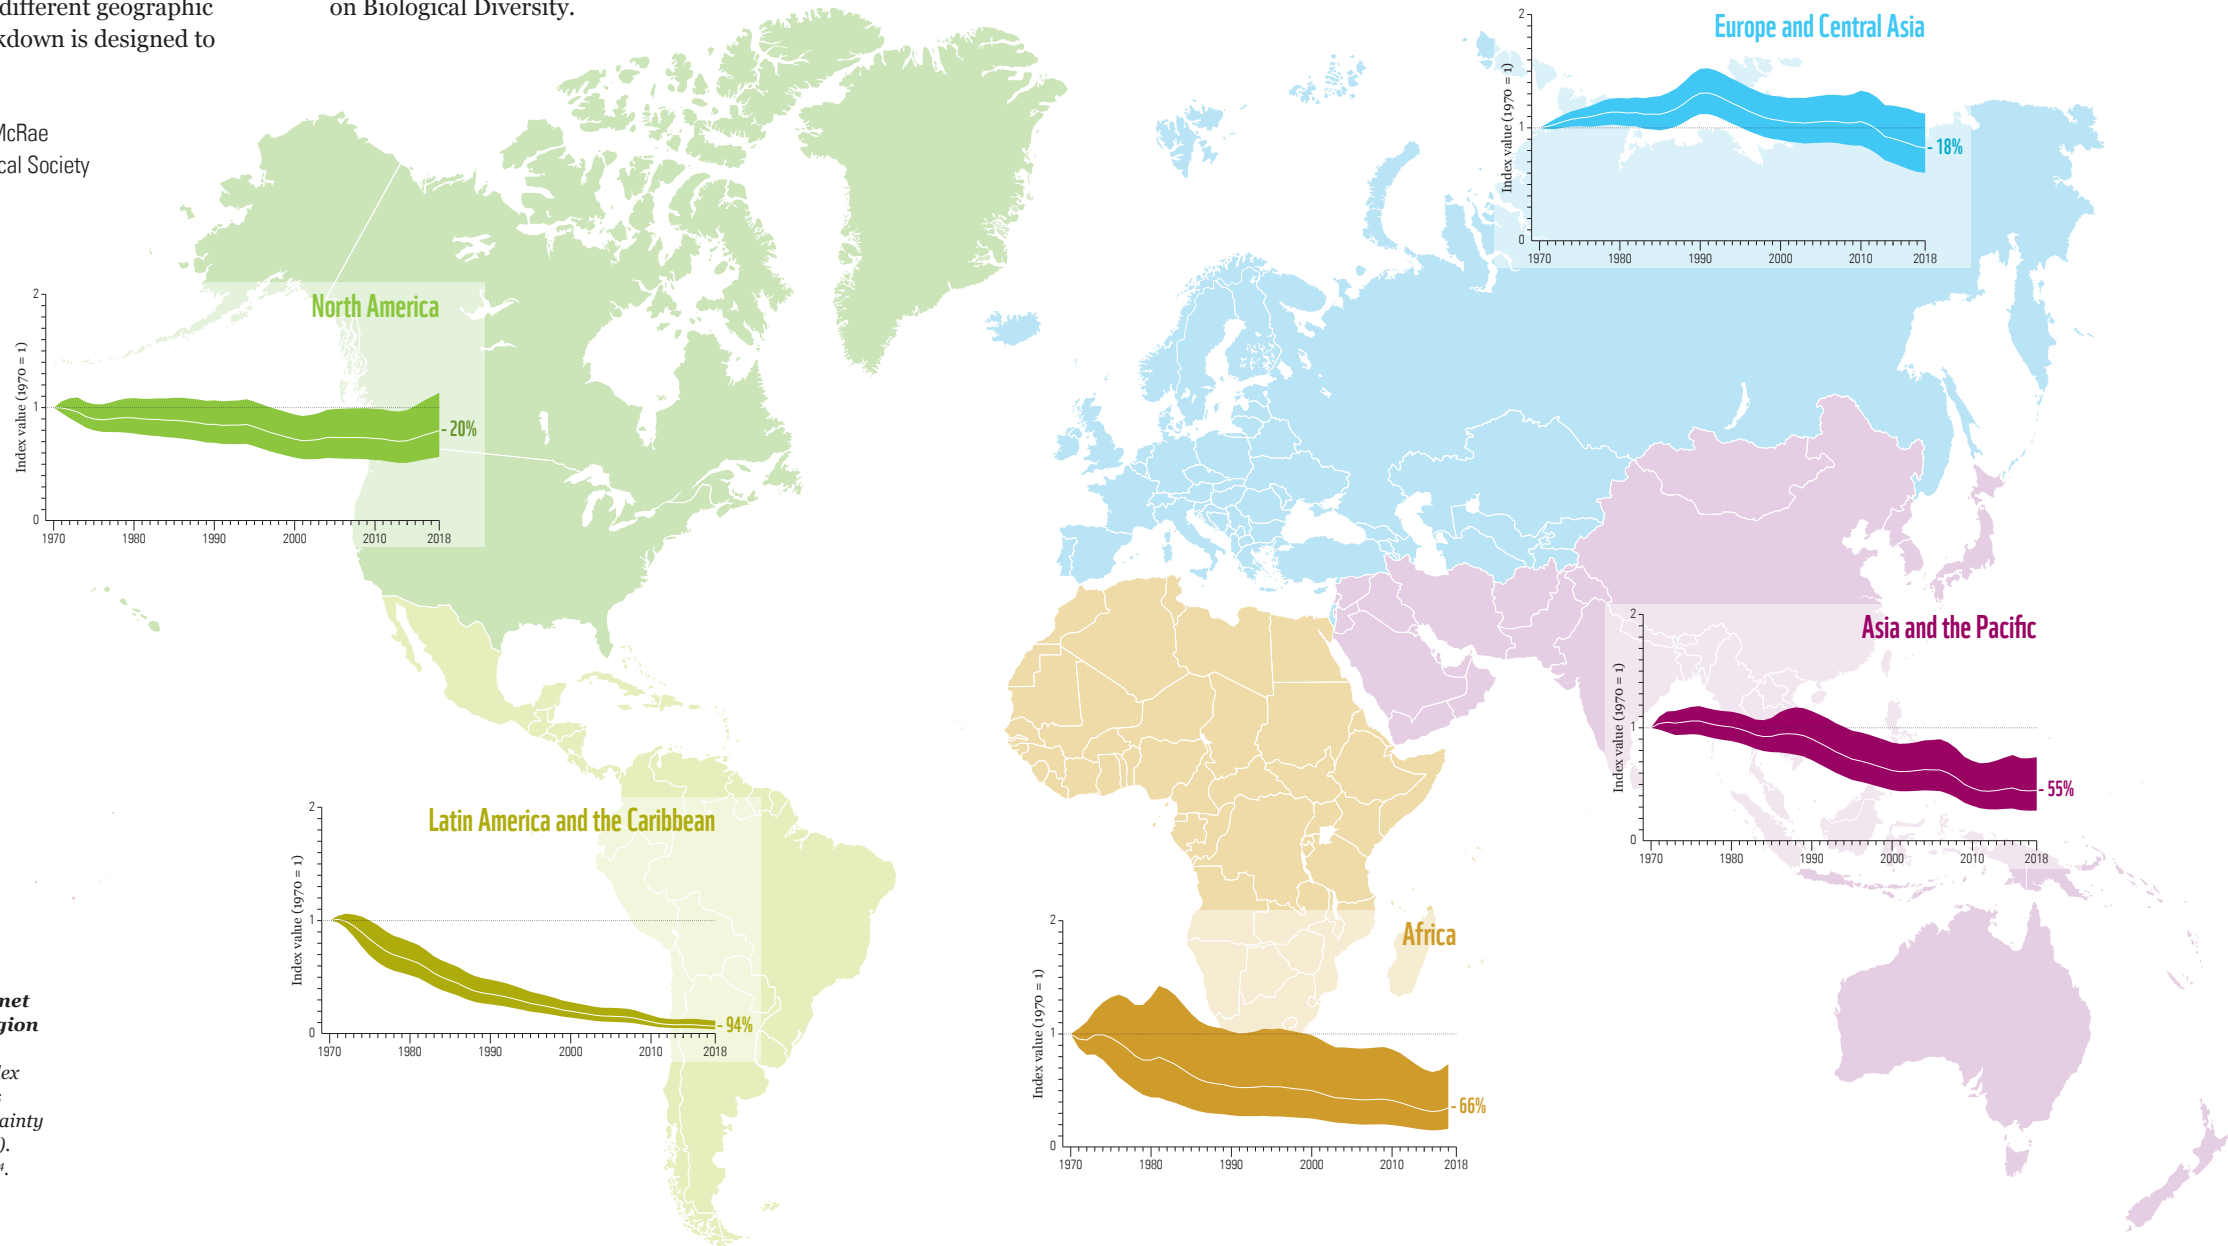 different geographic
kdown is designed to
on Biological Diversity.
McRae
cal Society
North America
Index value (1970 = 1)
2
1
0
- 20%
1970 1980 1990 2000 2010 2018
Europe and Central Asia
Index value (1970 = 1)
2
1
0
- 18%
1970 1980 1990 2000 2010 2018
Asia and the Pacific
Index value (1970 = 1)
2
1
0
- 55%
1970 1980 1990 2000 2010 2018
Latin America and the Caribbean
Index value (1970 = 1)
2
1
0
- 94%
1970 1980 1990 2000 2010 2018
Africa
Index value (1970 = 1)
2
1
0
- 66%
1970 1980 1990 2000 2010 2018
net
gion
lex
ainty
).
4.